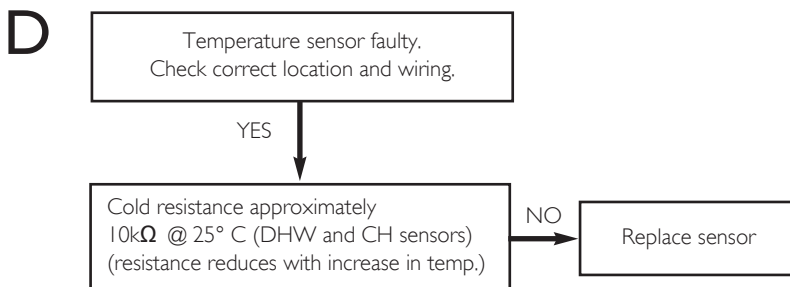 D
Temperature sensor faulty.
Check correct location and wiring.
YES
Cold resistance approximately
10kΩ @ 25° C (DHW and CH sensors)
(resistance reduces with increase in temp.)
NO
Replace sensor